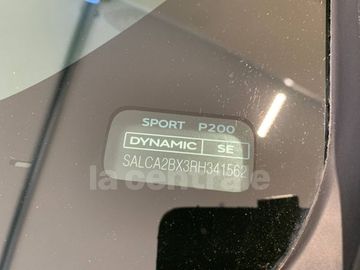 SPORT P200
DYNAMIC SE
SALCA2BX3RH341562
la centrale